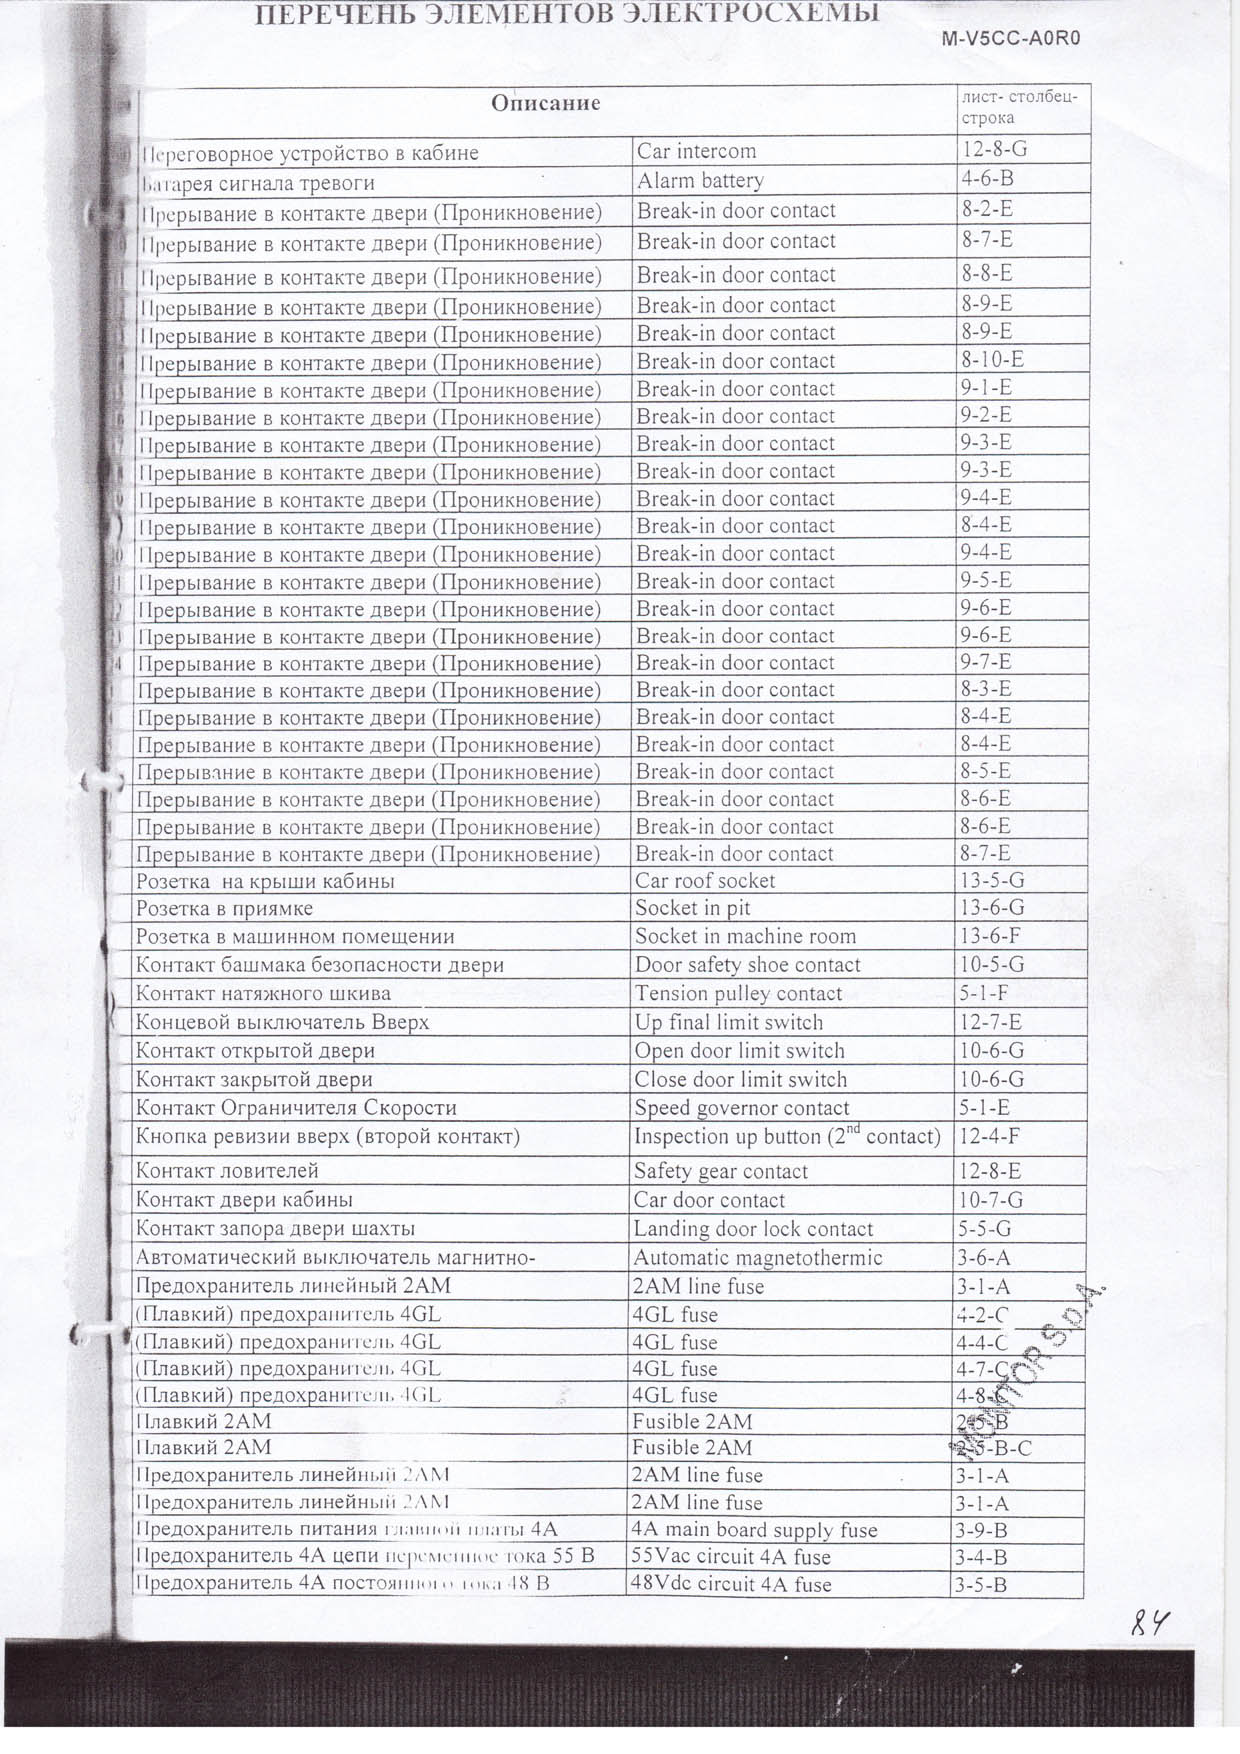 ПЕРЕЧЕНЬ ЭЛЕМЕНТОВ ЭЛЕКТРОСХЕМЫ
M-V5CC-A0R0
Описание лист- столбец-
строка
Переговорное устройство в кабине Car intercom 12-8-G
Батарея сигнала тревоги Alarm battery 4-6-B
Прерывание в контакте двери (Проникновение) Break-in door contact 8-2-E
Прерывание в контакте двери (Проникновение) Break-in door contact 8-7-E
Прерывание в контакте двери (Проникновение) Break-in door contact 8-8-E
Прерывание в контакте двери (Проникновение) Break-in door contact 8-9-E
Прерывание в контакте двери (Проникновение) Break-in door contact 8-9-E
Прерывание в контакте двери (Проникновение) Break-in door contact 8-10-E
Прерывание в контакте двери (Проникновение) Break-in door contact 9-1-E
Прерывание в контакте двери (Проникновение) Break-in door contact 9-2-E
Прерывание в контакте двери (Проникновение) Break-in door contact 9-3-E
Прерывание в контакте двери (Проникновение) Break-in door contact 9-3-E
Прерывание в контакте двери (Проникновение) Break-in door contact 9-4-E
Прерывание в контакте двери (Проникновение) Break-in door contact 8-4-E
Прерывание в контакте двери (Проникновение) Break-in door contact 9-4-E
Прерывание в контакте двери (Проникновение) Break-in door contact 9-5-E
Прерывание в контакте двери (Проникновение) Break-in door contact 9-6-E
Прерывание в контакте двери (Проникновение) Break-in door contact 9-6-E
Прерывание в контакте двери (Проникновение) Break-in door contact 9-7-E
Прерывание в контакте двери (Проникновение) Break-in door contact 8-3-E
Прерывание в контакте двери (Проникновение) Break-in door contact 8-4-E
Прерывание в контакте двери (Проникновение) Break-in door contact 8-4-E
Прерывание в контакте двери (Проникновение) Break-in door contact 8-5-E
Прерывание в контакте двери (Проникновение) Break-in door contact 8-6-E
Прерывание в контакте двери (Проникновение) Break-in door contact 8-6-E
Прерывание в контакте двери (Проникновение) Break-in door contact 8-7-E
Розетка на крыши кабины Car roof socket 13-5-G
Розетка в приямке Socket in pit 13-6-G
Розетка в машинном помещении Socket in machine room 13-6-F
Контакт башмака безопасности двери Door safety shoe contact 10-5-G
Контакт натяжного шкива Tension pulley contact 5-1-F
Концевой выключатель Вверх Up final limit switch 12-7-E
Контакт открытой двери Open door limit switch 10-6-G
Контакт закрытой двери Close door limit switch 10-6-G
Контакт Ограничителя Скорости Speed governor contact 5-1-E
Кнопка ревизии вверх (второй контакт) Inspection up button (2nd contact) 12-4-F
Контакт ловителей Safety gear contact 12-8-E
Контакт двери кабины Car door contact 10-7-G
Контакт запора двери шахты Landing door lock contact 5-5-G
Автоматический выключатель магнитно- Automatic magnetothermic 3-6-A
Предохранитель линейный 2АМ 2AM line fuse 3-1-A
(Плавкий) предохранитель 4GL 4GL fuse 4-2-C
(Плавкий) предохранитель 4GL 4GL fuse 4-4-C
(Плавкий) предохранитель 4GL 4GL fuse 4-7-C
(Плавкий) предохранитель 4GL 4GL fuse
Плавкий 2АМ Fusible 2AM
Плавкий 2АМ Fusible 2AM
Предохранитель линейный 2АМ 2AM line fuse 3-1-A
Предохранитель линейный 2АМ 2AM line fuse 3-1-A
Предохранитель питания главной платы 4А 4A main board supply fuse 3-9-B
Предохранитель 4А цепи переменное тока 55 В 55Vac circuit 4A fuse 3-4-B
Предохранитель 4А постоянного тока 48 В 48Vdc circuit 4A fuse 3-5-B
MONITOR S.p.A.
84